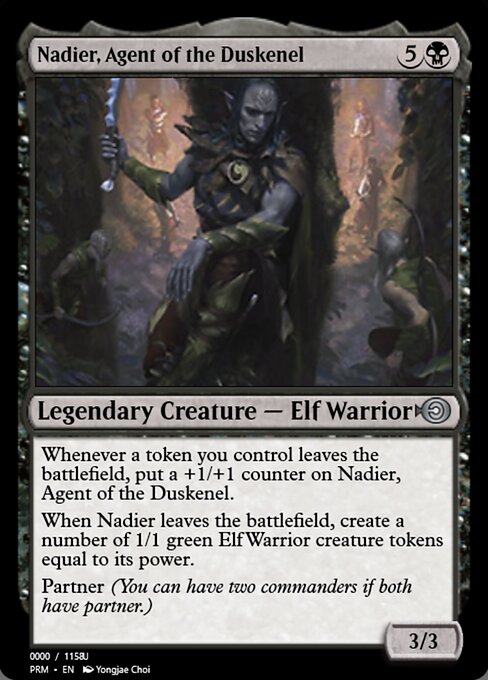 Nadier, Agent of the Duskenel 5
Legendary Creature — Elf Warrior
Whenever a token you control leaves the
battlefield, put a +1/+1 counter on Nadier,
Agent of the Duskenel.
When Nadier leaves the battlefield, create a
number of 1/1 green Elf Warrior creature tokens
equal to its power.
Partner (You can have two commanders if both
have partner.)
3/3
0000 / 1158U
PRM • EN Yongjae Choi